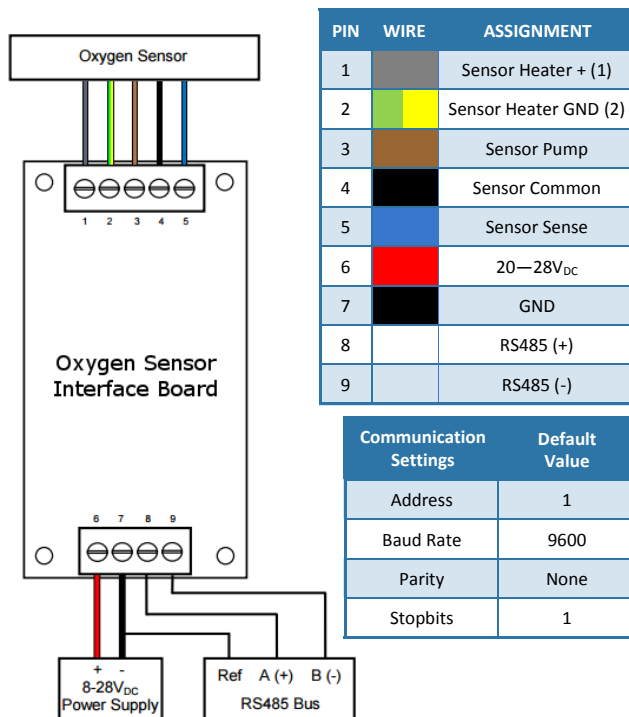 Oxygen Sensor
1 2 3 4 5
Oxygen Sensor
Interface Board
6 7 8 9
+ -
8-28VDC
Power Supply
Ref A (+) B (-)
RS485 Bus
PIN WIRE ASSIGNMENT
1 Sensor Heater + (1)
2 Sensor Heater GND (2)
3 Sensor Pump
4 Sensor Common
5 Sensor Sense
6 20—28VDC
7 GND
8 RS485 (+)
9 RS485 (-)
Communication Settings Default Value
Address 1
Baud Rate 9600
Parity None
Stopbits 1